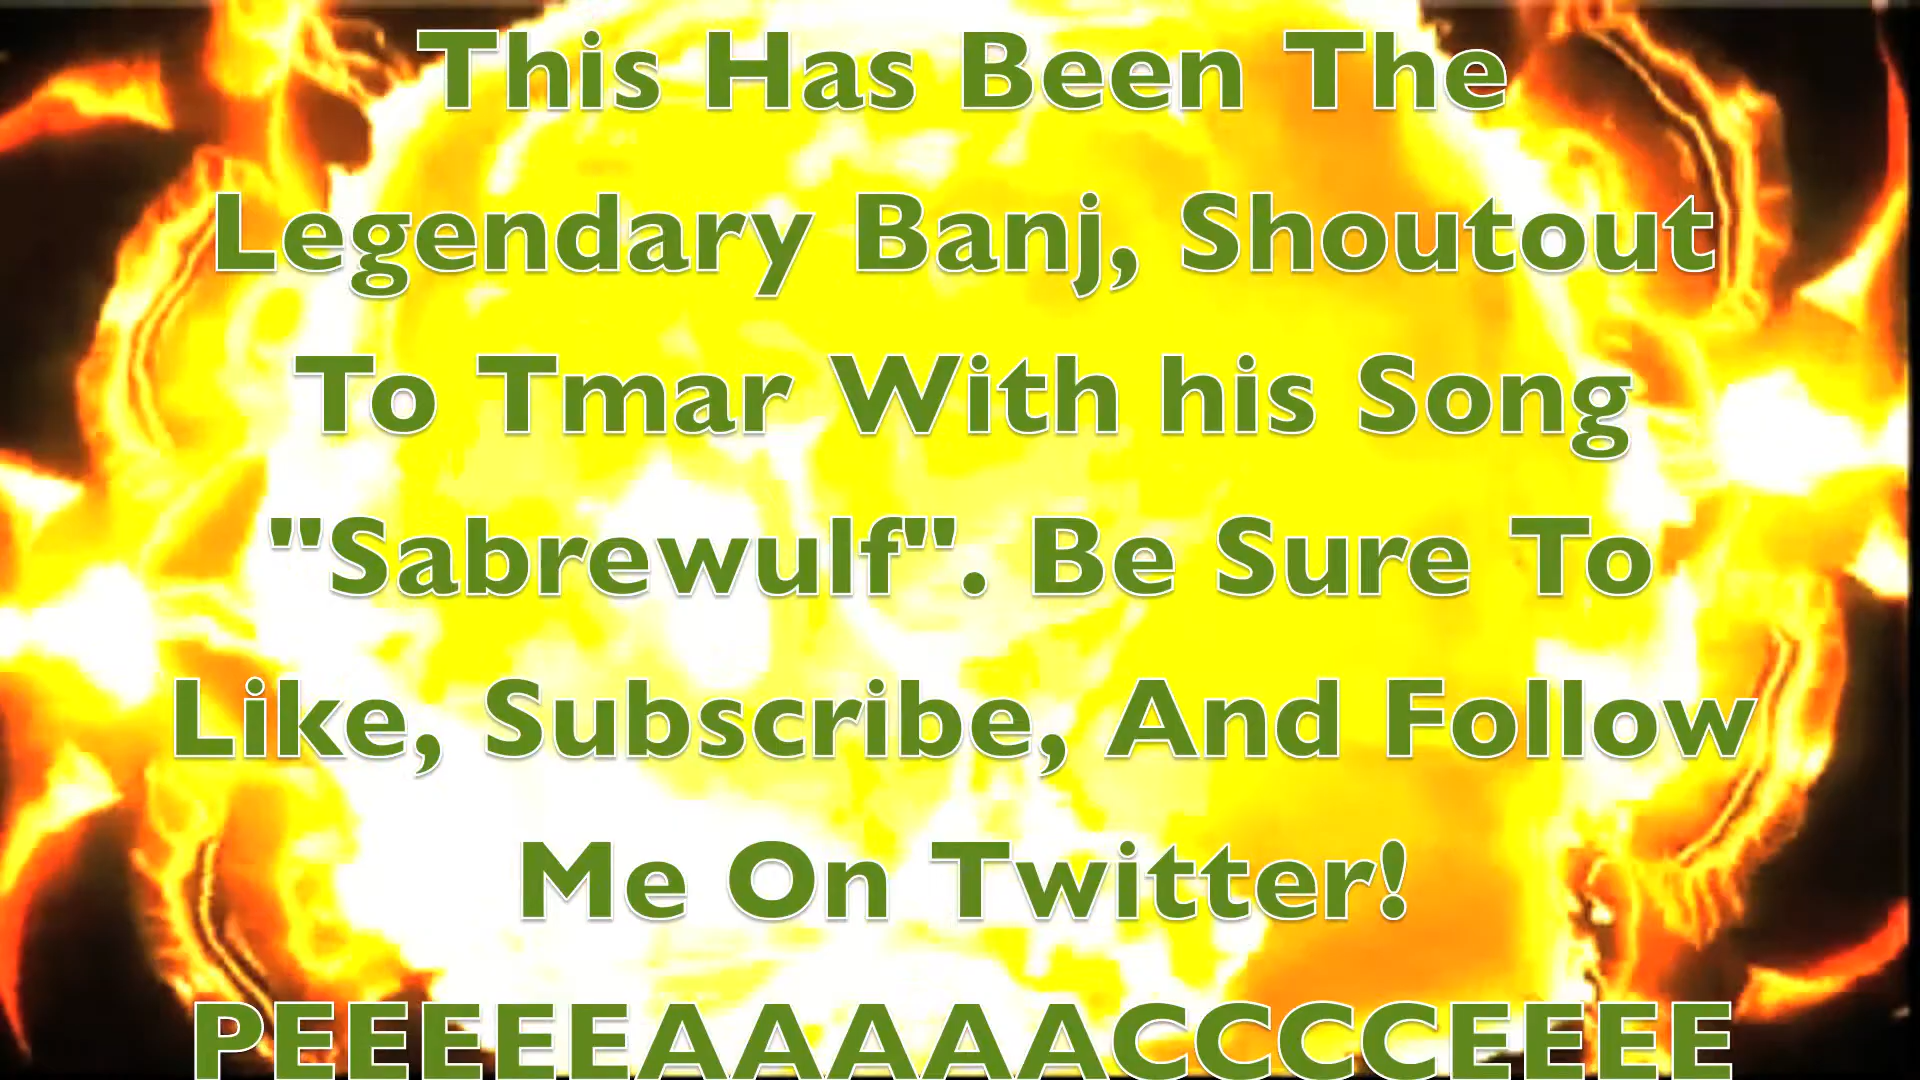 This Has Been The
Legendary Banj, Shoutout
To Tmar With his Song
"Sabrewulf". Be Sure To
Like, Subscribe, And Follow
Me On Twitter!
PEEEEEAAAAACCCCEEEE